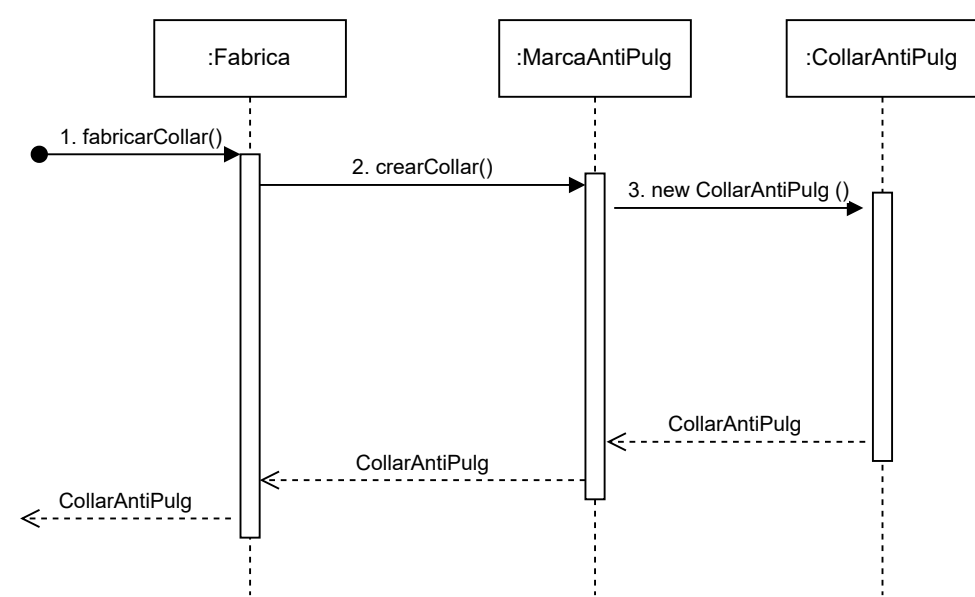 :Fabrica
:MarcaAntiPulg
:CollarAntiPulg
1. fabricarCollar()
2. crearCollar()
3. new CollarAntiPulg ()
CollarAntiPulg
CollarAntiPulg
CollarAntiPulg